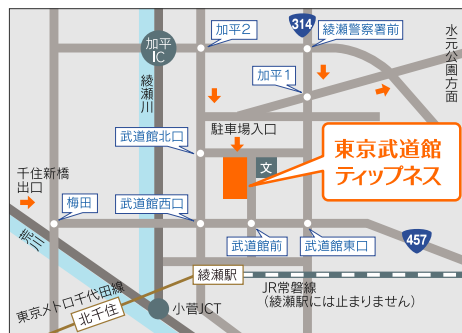 314
加平2
綾瀬警察署前
加平
IC
水元公園方面
綾瀬川
加平1
駐車場入口
武道館北口
東京武道館
ティップネス
文
千住新橋
出口
梅田
武道館西口
荒川
武道館前
武道館東口
457
綾瀬駅
JR常磐線
(綾瀬駅には止まりません)
東京メトロ千代田線
北千住
小菅JCT